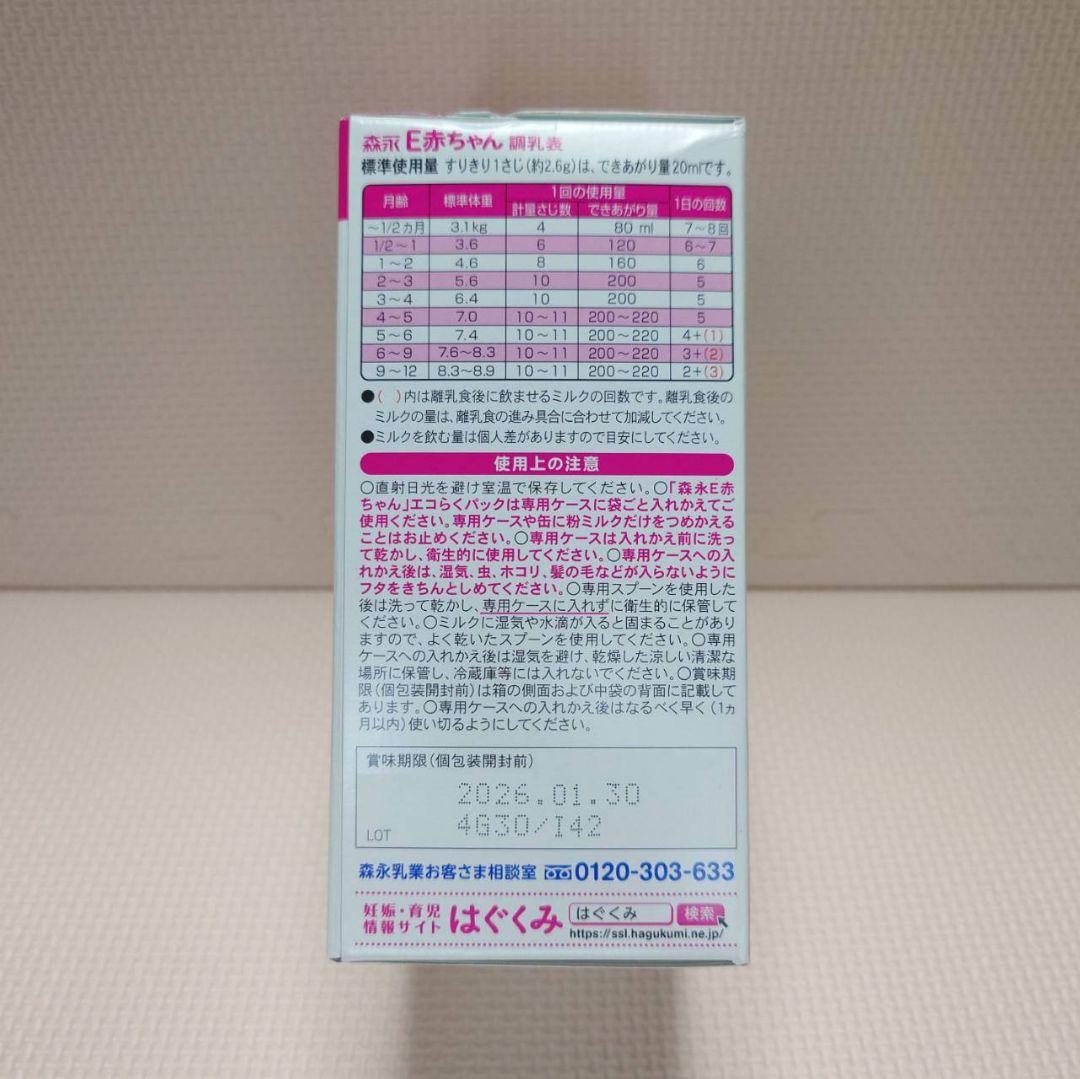 森永 E赤ちゃん 調乳表
標準使用量 すりきり1さじ(約2.6g)は、できあがり量20mlです。
月齢 標準体重 1回の使用量 1日の回数
計量さじ数 できあがり量
～1/2カ月 3.1kg 4 80 ml 7～8回
1/2～1 3.6 6 120 6～7
1～2 4.6 8 160 6
2～3 5.6 10 200 5
3～4 6.4 10 200 5
4～5 7.0 10～11 200～220 5
5～6 7.4 10～11 200～220 4+(1)
6～9 7.6～8.3 10～11 200～220 3+(2)
9～12 8.3～8.9 10～11 200～220 2+(3)
●( )内は離乳食後に飲ませるミルクの回数です。離乳食後の
ミルクの量は、離乳食の進み具合に合わせて加減してください。
●ミルクを飲む量は個人差がありますので目安にしてください。
使用上の注意
○直射日光を避け室温で保存してください。○「森永E赤
ちゃん」エコらくパックは専用ケースに袋ごと入れかえてご
使用ください。専用ケースや缶に粉ミルクだけをつめかえる
ことはお止めください。○専用ケースは入れかえ前に洗っ
て乾かし、衛生的に使用してください。○専用ケースへの入
れかえ後は、湿気、虫、ホコリ、髪の毛などが入らないように
フタをきちんとしめてください。○専用スプーンを使用した
後は洗って乾かし、専用ケースに入れずに衛生的に保管して
ください。○ミルクに湿気や水滴が入ると固まることがあり
ますので、よく乾いたスプーンを使用してください。○専用
ケースへの入れかえ後は湿気を避け、乾燥した涼しい清潔な
場所に保管し、冷蔵庫等には入れないでください。○賞味期
限(個包装開封前)は箱の側面および中袋の背面に記載して
あります。○専用ケースへの入れかえ後はなるべく早く(1ヵ
月以内)使い切るようにしてください。
賞味期限(個包装開封前)
2026.01.30
LOT 4G30/I42
森永乳業お客さま相談室 0120-303-633
妊娠・育児
情報サイト はぐくみ はぐくみ 検索
https://ssl.hagukumi.ne.jp/